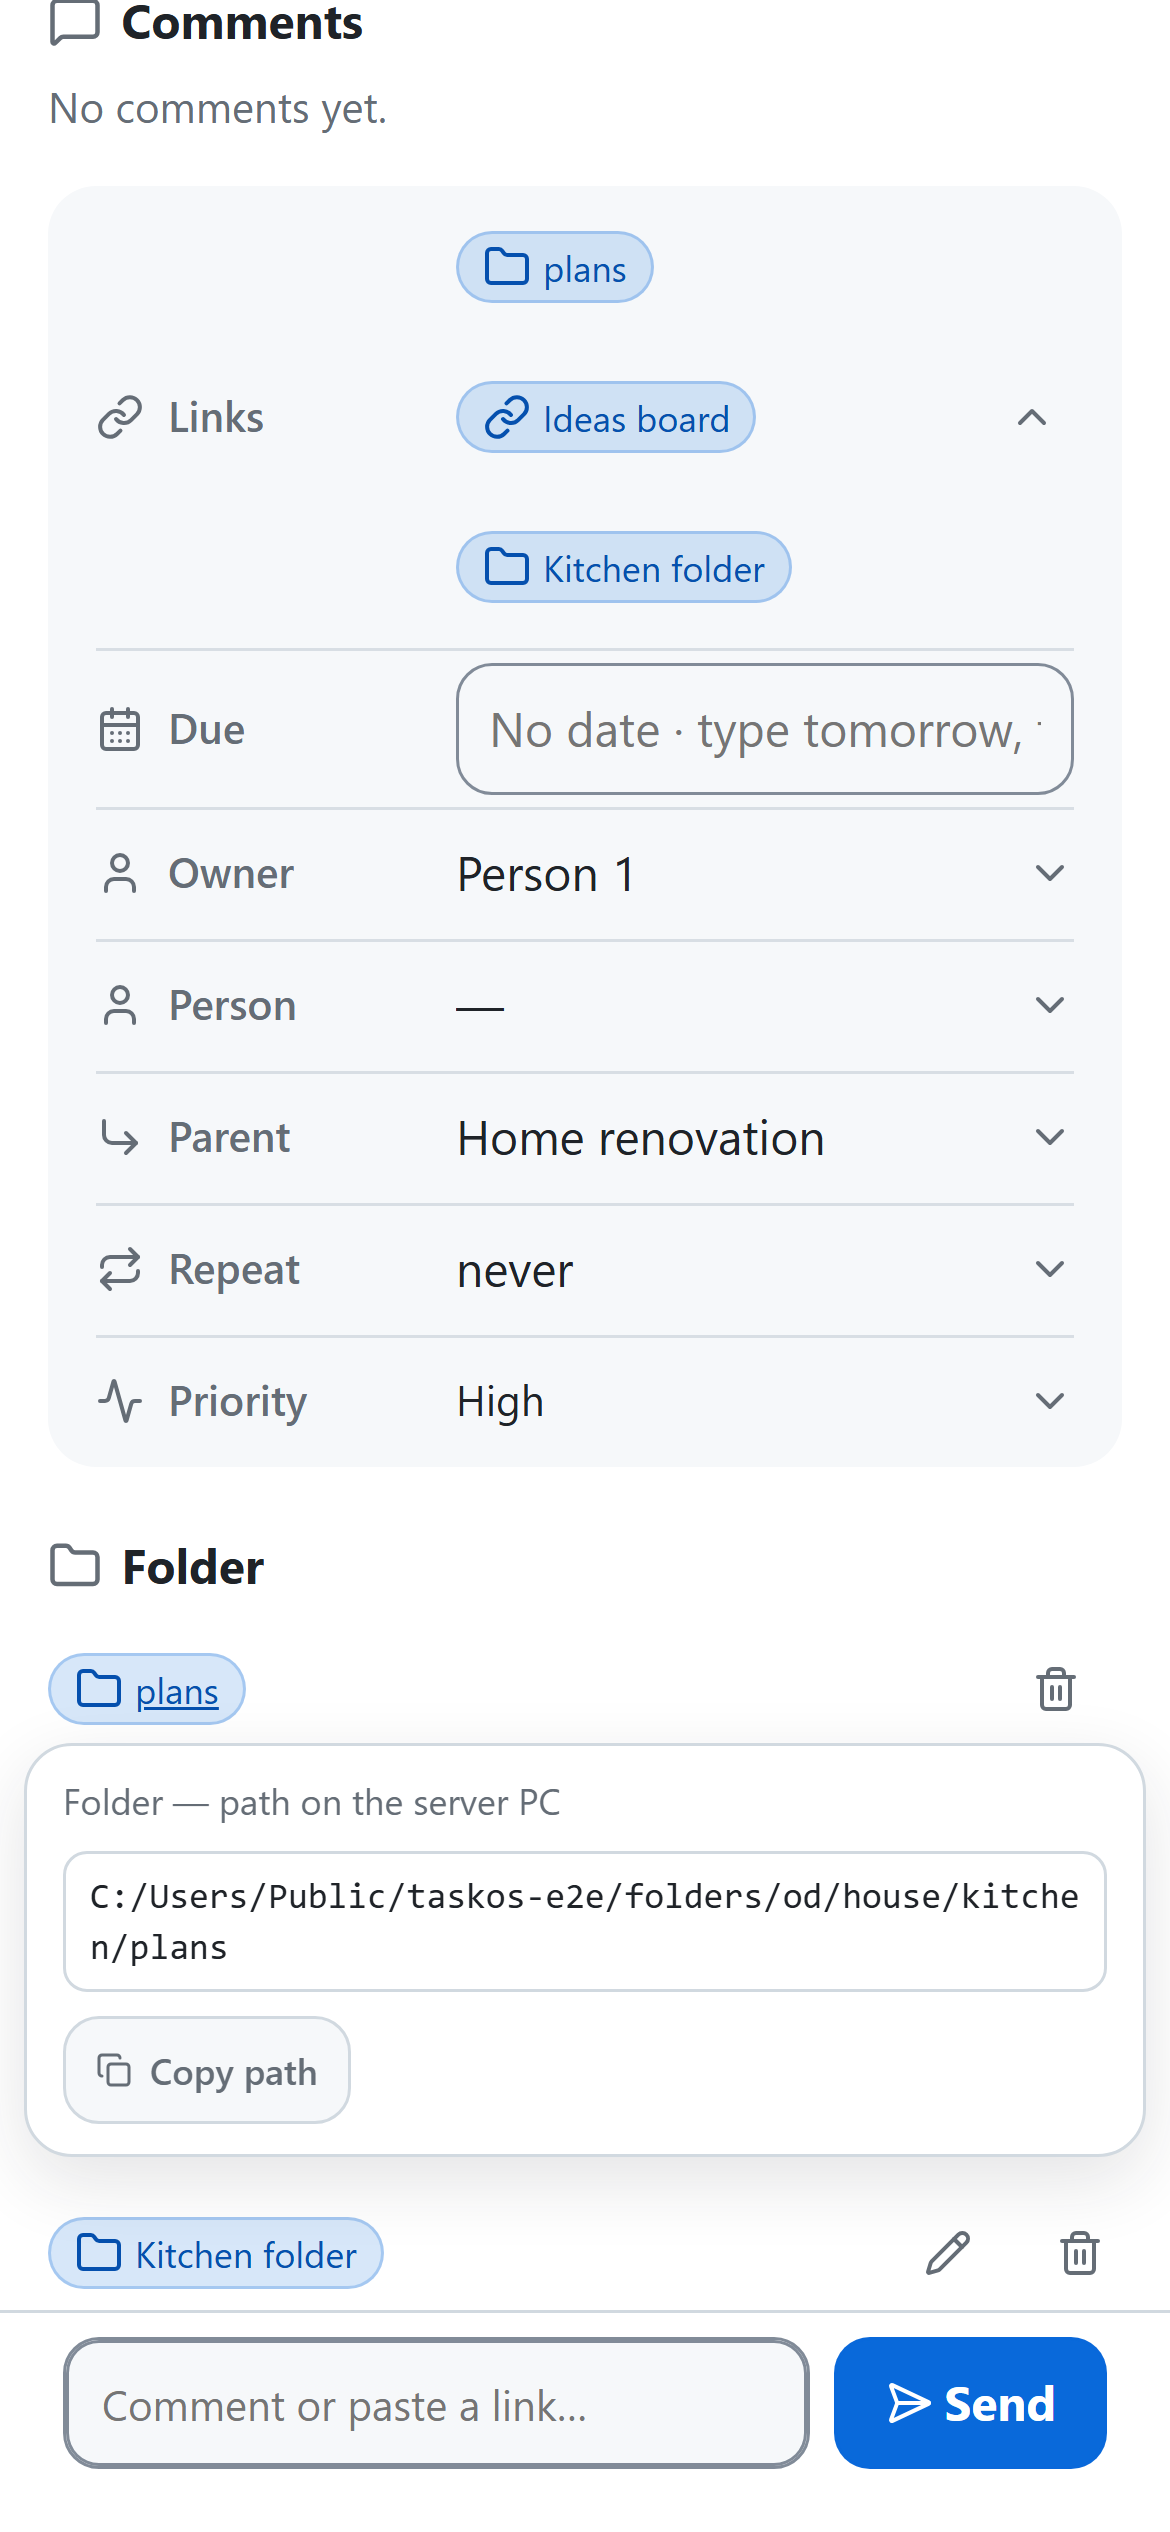 Comments
No comments yet.
plans
Links
Ideas board
Kitchen folder
Due
No date · type tomorrow,
Owner
Person 1
Person
—
Parent
Home renovation
Repeat
never
Priority
High
Folder
plans
Folder — path on the server PC
C:/Users/Public/taskos-e2e/folders/od/house/kitche
n/plans
Copy path
Kitchen folder
Comment or paste a link...
Send